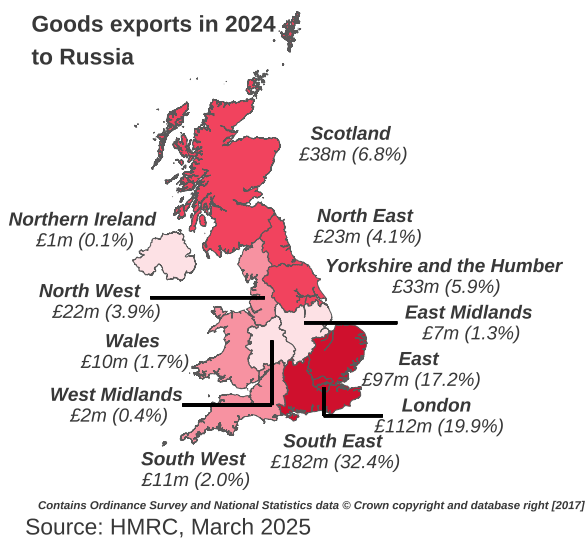 Goods exports in 2024
to Russia
Scotland
£38m (6.8%)
Northern Ireland
£1m (0.1%)
North East
£23m (4.1%)
Yorkshire and the Humber
£33m (5.9%)
North West
£22m (3.9%)
East Midlands
£7m (1.3%)
Wales
£10m (1.7%)
East
£97m (17.2%)
West Midlands
£2m (0.4%)
London
£112m (19.9%)
South East
£182m (32.4%)
South West
£11m (2.0%)
Contains Ordinance Survey and National Statistics data © Crown copyright and database right [2017]
Source: HMRC, March 2025